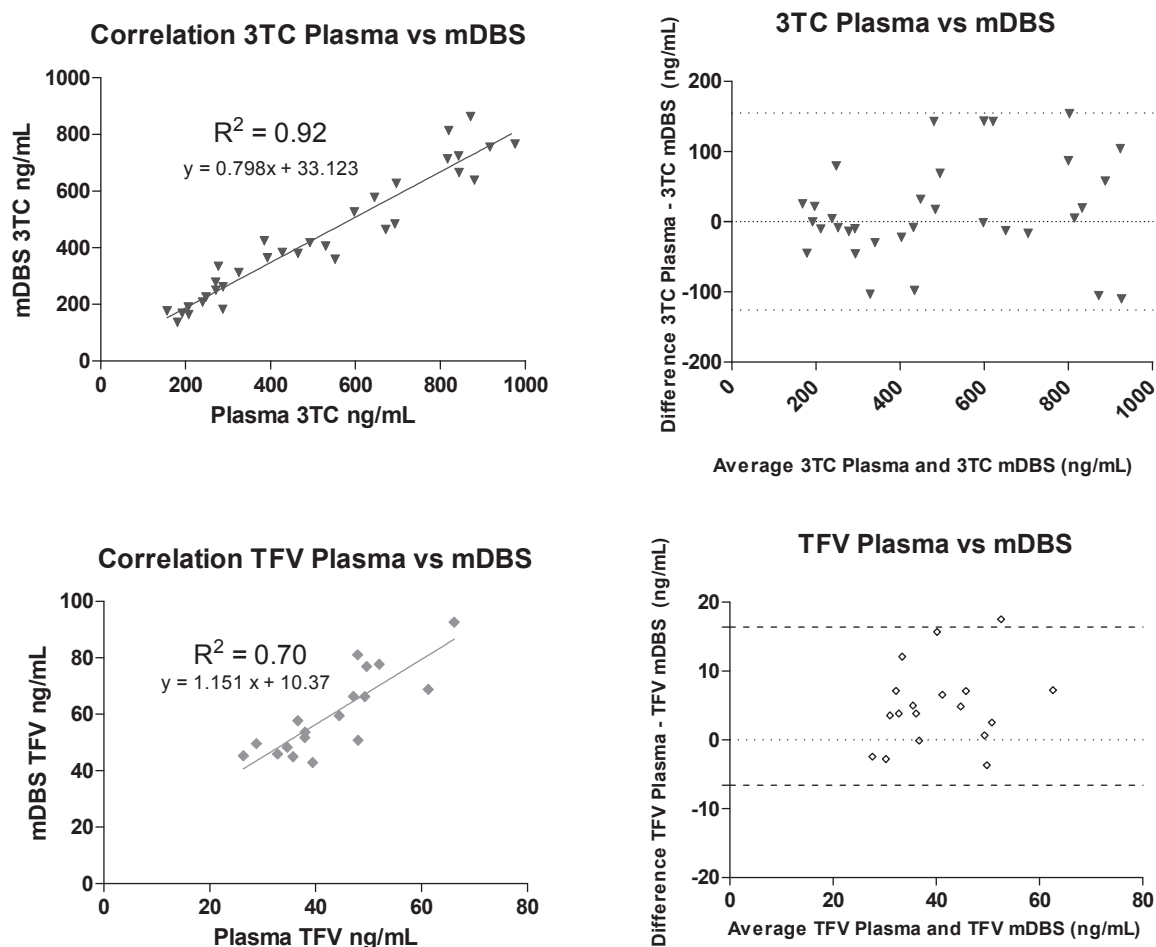 Correlation 3TC Plasma vs mDBS
R² = 0.92
y = 0.798x + 33.123
mDBS 3TC ng/mL
1000
800
600
400
200
0
0 200 400 600 800 1000
Plasma 3TC ng/mL
3TC Plasma vs mDBS
Difference 3TC Plasma - 3TC mDBS (ng/mL)
200
100
0
-100
-200
0 200 400 600 800 1000
Average 3TC Plasma and 3TC mDBS (ng/mL)
Correlation TFV Plasma vs mDBS
R² = 0.70
y = 1.151 x + 10.37
mDBS TFV ng/mL
100
80
60
40
20
0
0 20 40 60 80
Plasma TFV ng/mL
TFV Plasma vs mDBS
Difference TFV Plasma - TFV mDBS (ng/mL)
20
10
0
-10
-20
0 20 40 60 80
Average TFV Plasma and TFV mDBS (ng/mL)